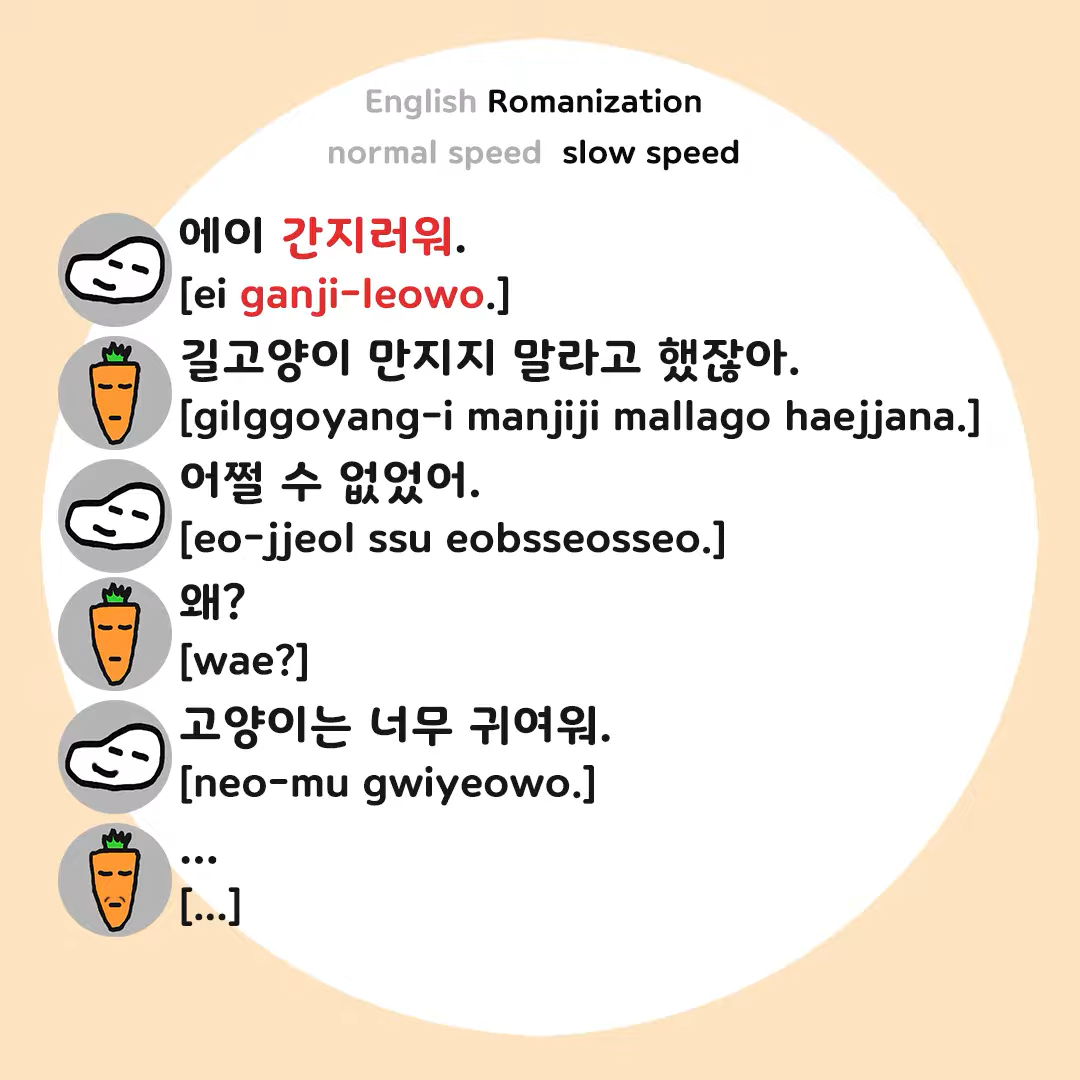 English Romanization
normal speed slow speed
에이 간지러워.
[ei ganji-leowo.]
길고양이 만지지 말라고 했잖아.
[gilggoyang-i manjiji mallago haejjana.]
어쩔 수 없었어.
[eo-jjeol ssu eobsseosseo.]
왜?
[wae?]
고양이는 너무 귀여워.
[neo-mu gwiyeowo.]
...
[...]